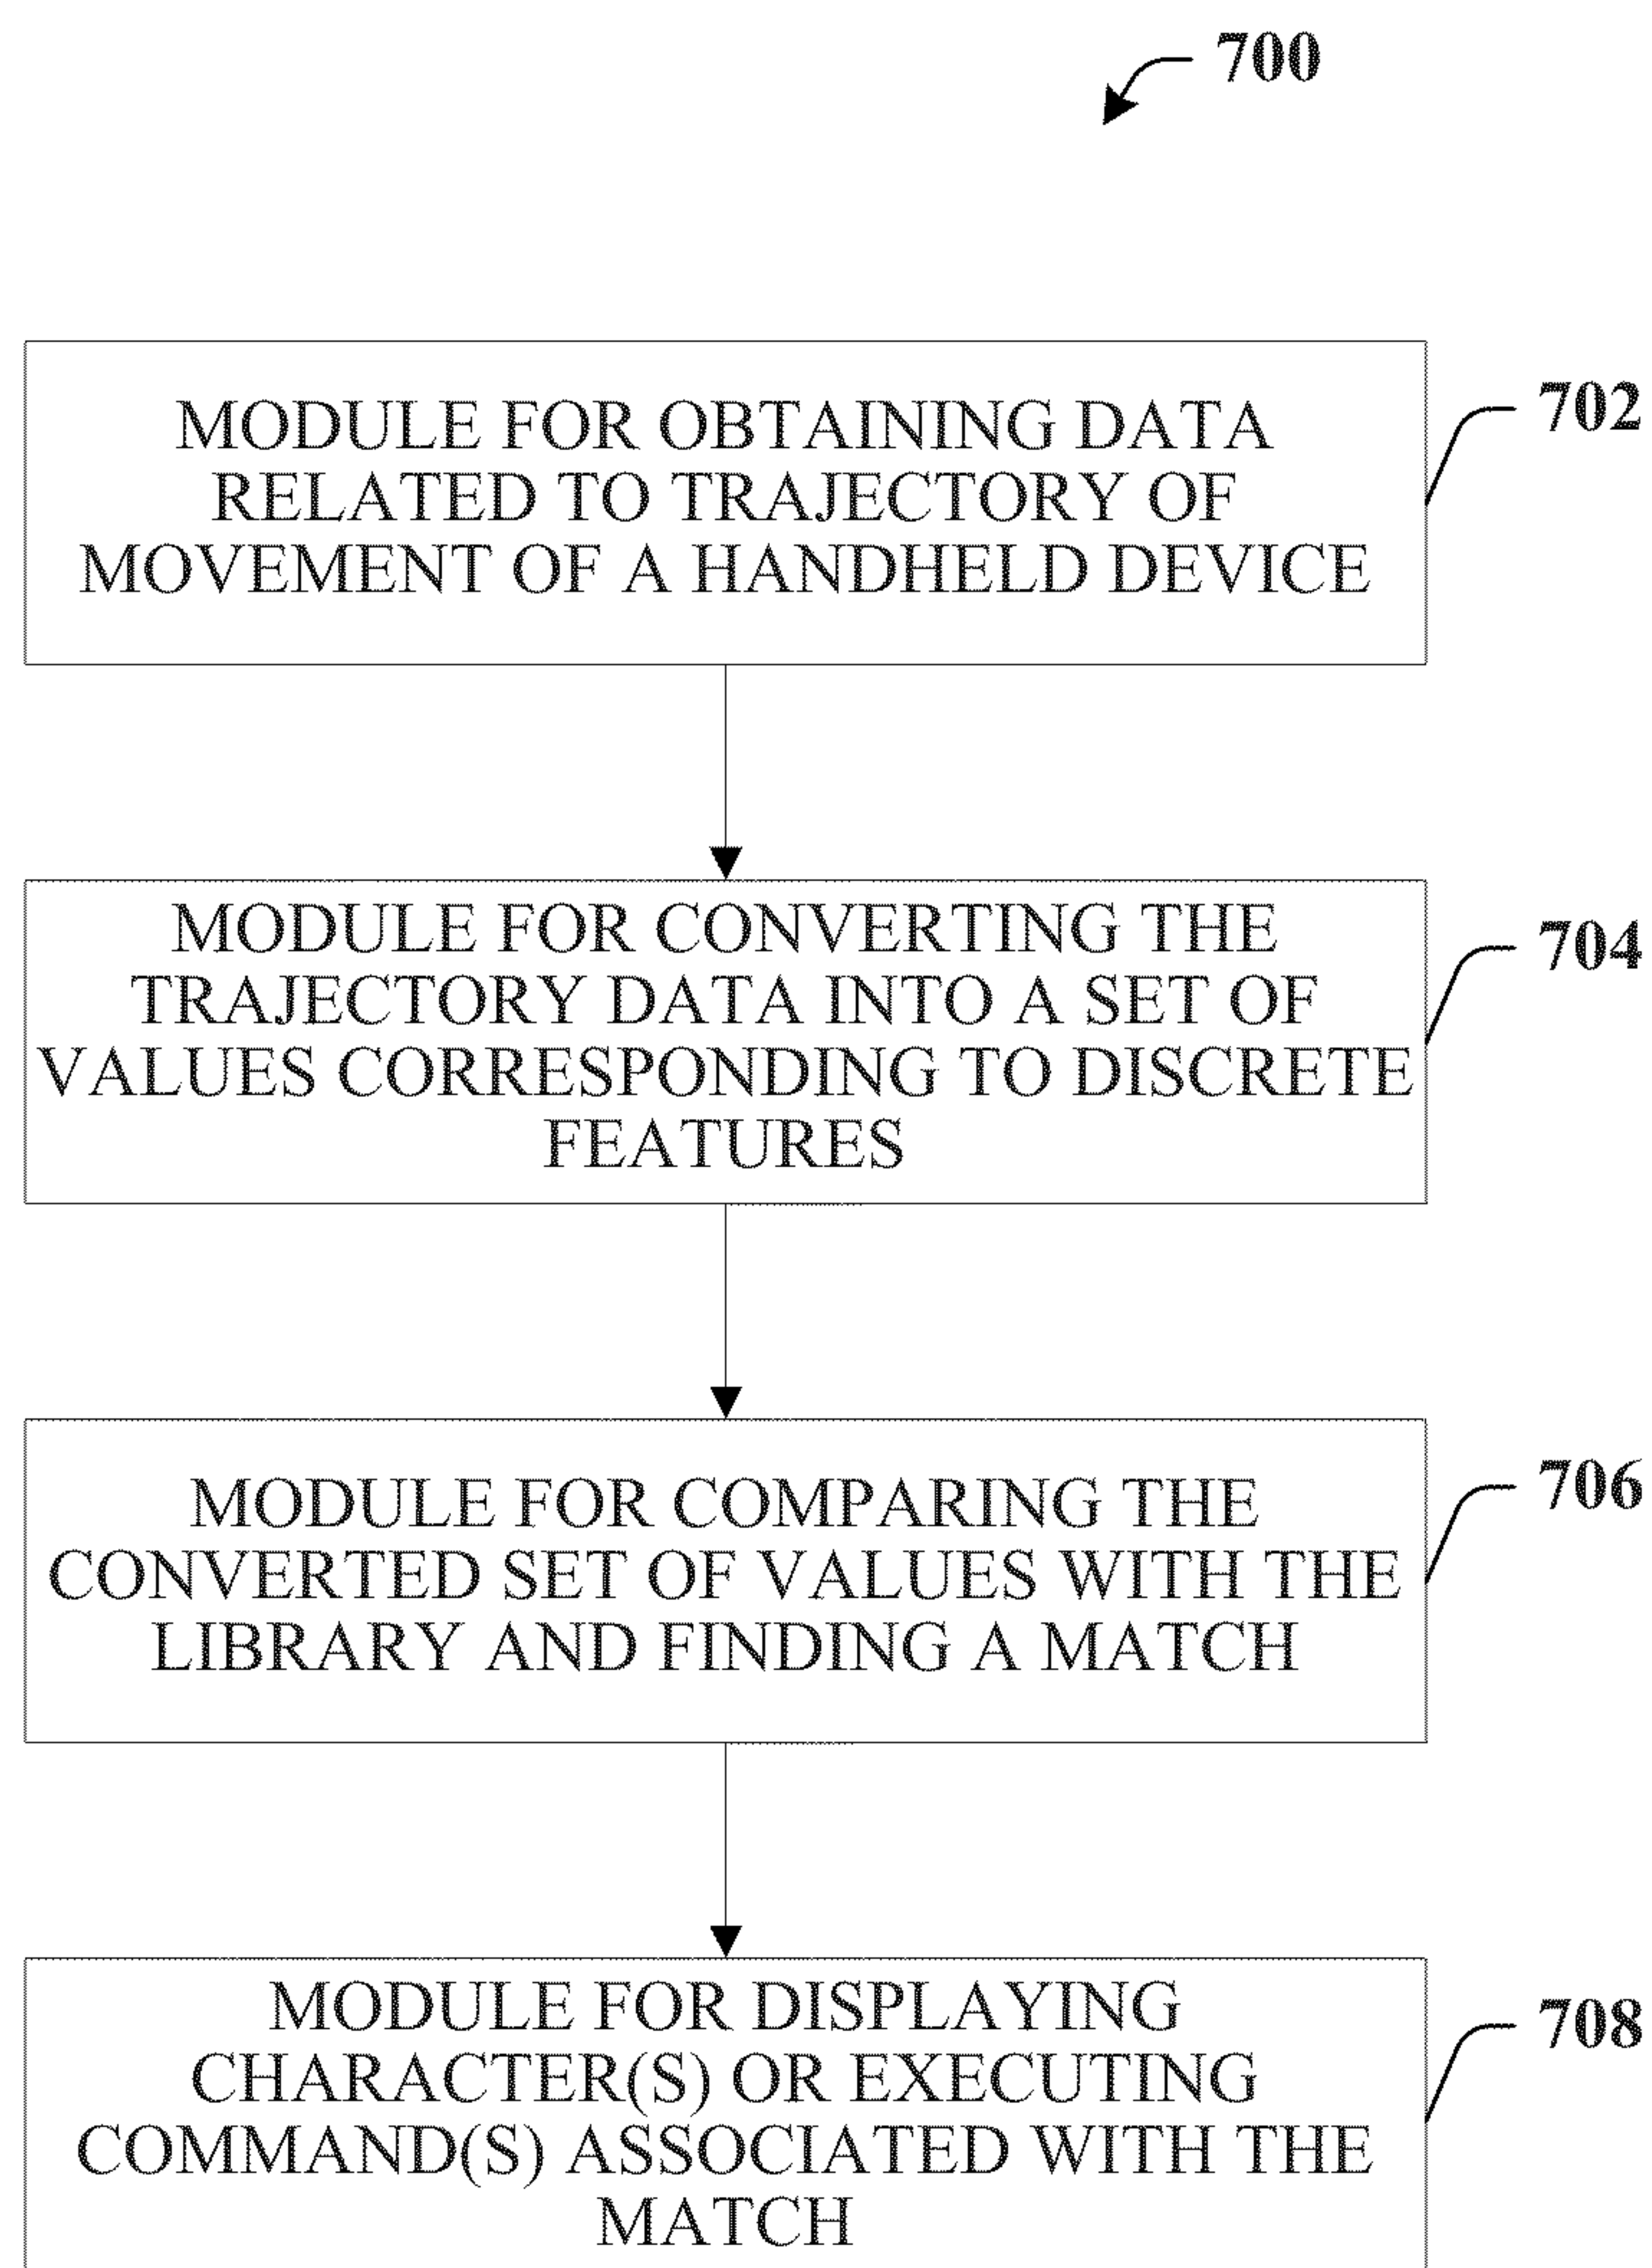 700
MODULE FOR OBTAINING DATA
RELATED TO TRAJECTORY OF
MOVEMENT OF A HANDHELD DEVICE
702
MODULE FOR CONVERTING THE
TRAJECTORY DATA INTO A SET OF
VALUES CORRESPONDING TO DISCRETE
FEATURES
704
MODULE FOR COMPARING THE
CONVERTED SET OF VALUES WITH THE
LIBRARY AND FINDING A MATCH
706
MODULE FOR DISPLAYING
CHARACTER(S) OR EXECUTING
COMMAND(S) ASSOCIATED WITH THE
MATCH
708